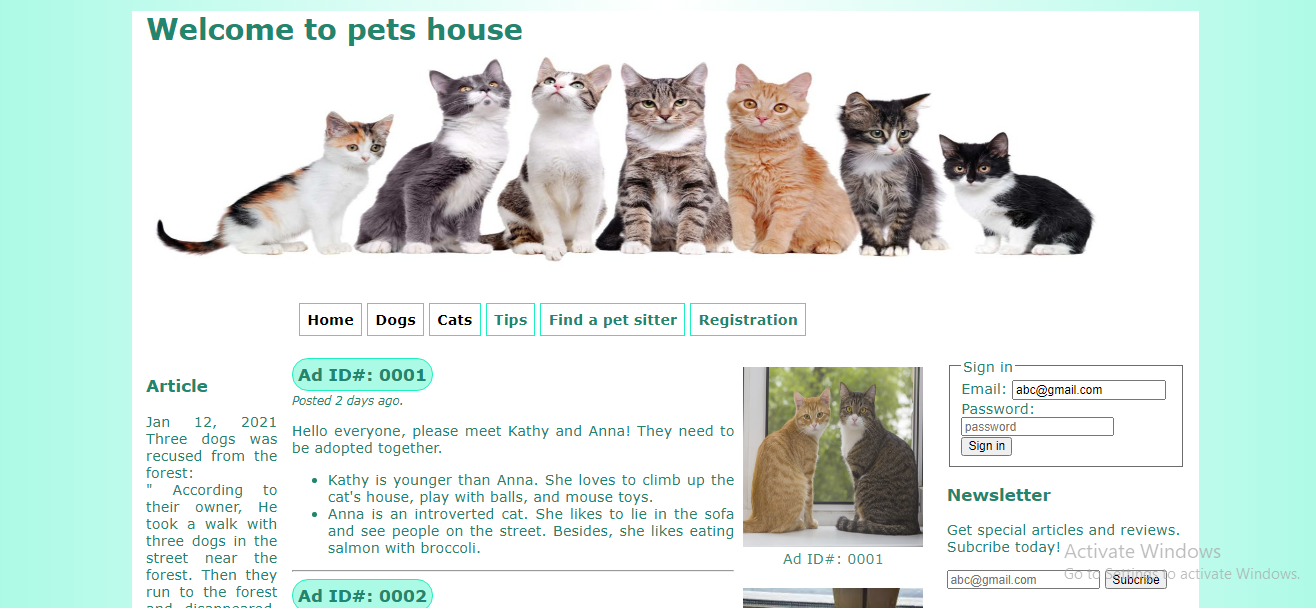 Welcome to pets house
Home Dogs Cats Tips Find a pet sitter Registration
Article
Jan 12, 2021
Three dogs was
recused from the
forest:
" According to
their owner, He
took a walk with
three dogs in the
street near the
forest. Then they
run to the forest
and disappeared.
Ad ID#: 0001
Posted 2 days ago.
Hello everyone, please meet Kathy and Anna! They need to
be adopted together.
• Kathy is younger than Anna. She loves to climb up the
cat's house, play with balls, and mouse toys.
• Anna is an introverted cat. She likes to lie in the sofa
and see people on the street. Besides, she likes eating
salmon with broccoli.
Ad ID#: 0002
Ad ID#: 0001
Sign in
Email: abc@gmail.com
Password:
password
Sign in
Newsletter
Get special articles and reviews.
Subcribe today!
abc@gmail.com Subcribe
Activate Windows
Go to Settings to activate Windows.